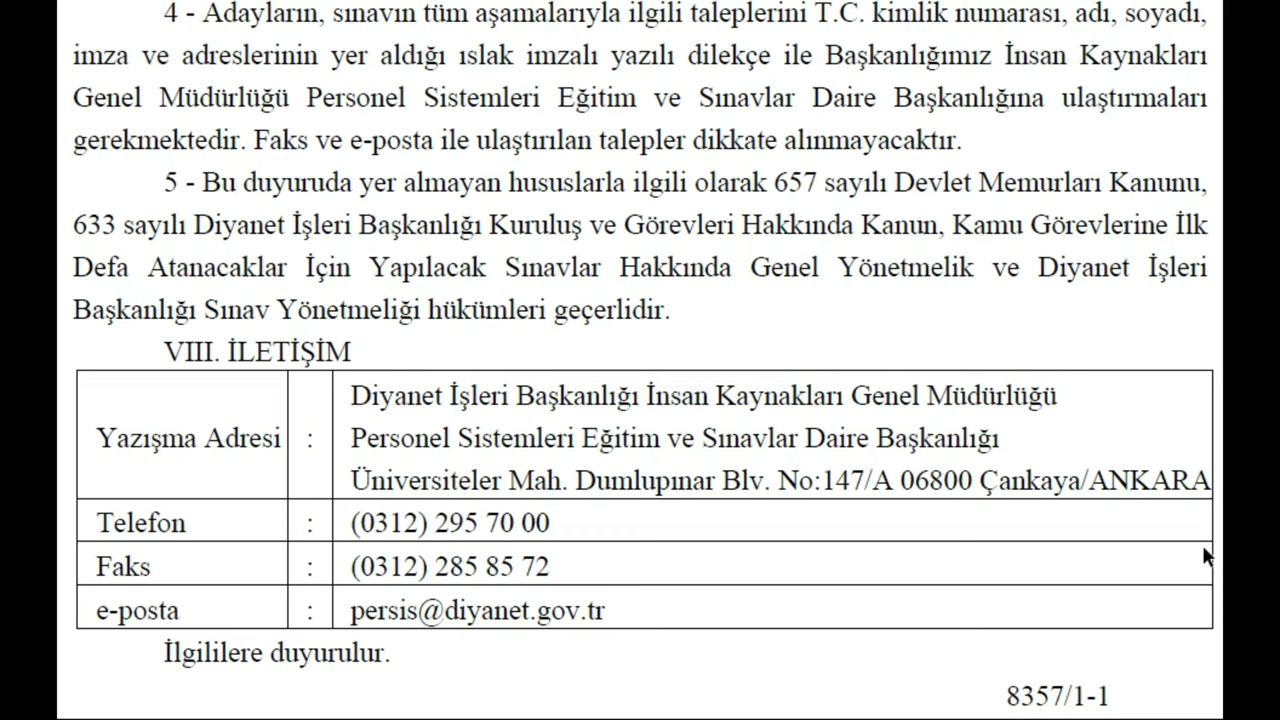 4 - Adayların, sınavın tüm aşamalarıyla ilgili taleplerini T.C. kimlik numarası, adı, soyadı,
imza ve adreslerinin yer aldığı ıslak imzalı yazılı dilekçe ile Başkanlığımız İnsan Kaynakları
Genel Müdürlüğü Personel Sistemleri Eğitim ve Sınavlar Daire Başkanlığına ulaştırmaları
gerekmektedir. Faks ve e-posta ile ulaştırılan talepler dikkate alınmayacaktır.
5 - Bu duyuruda yer almayan hususlarla ilgili olarak 657 sayılı Devlet Memurları Kanunu,
633 sayılı Diyanet İşleri Başkanlığı Kuruluş ve Görevleri Hakkında Kanun, Kamu Görevlerine İlk
Defa Atanacaklar İçin Yapılacak Sınavlar Hakkında Genel Yönetmelik ve Diyanet İşleri
Başkanlığı Sınav Yönetmeliği hükümleri geçerlidir.
VIII. İLETİŞİM
Diyanet İşleri Başkanlığı İnsan Kaynakları Genel Müdürlüğü
Yazışma Adresi : Personel Sistemleri Eğitim ve Sınavlar Daire Başkanlığı
Üniversiteler Mah. Dumlupınar Blv. No:147/A 06800 Çankaya/ANKARA
Telefon : (0312) 295 70 00
Faks : (0312) 285 85 72
e-posta : persis@diyanet.gov.tr
İlgililere duyurulur.
8357/1-1